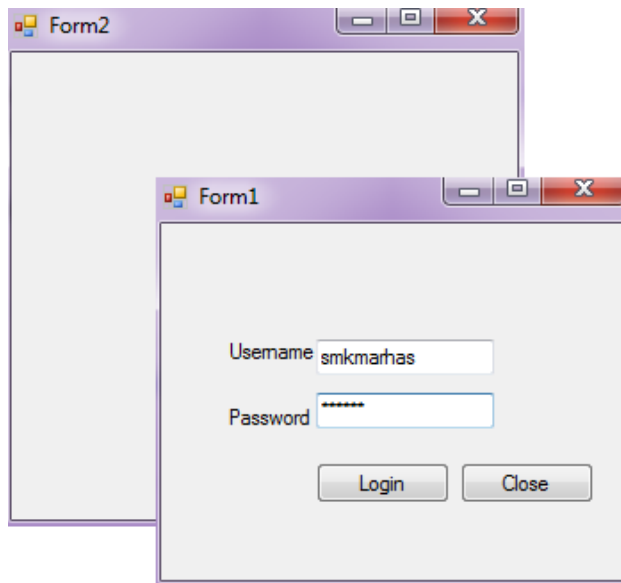 Form2
Form1
Username smkmarhas
Password ******
Login Close